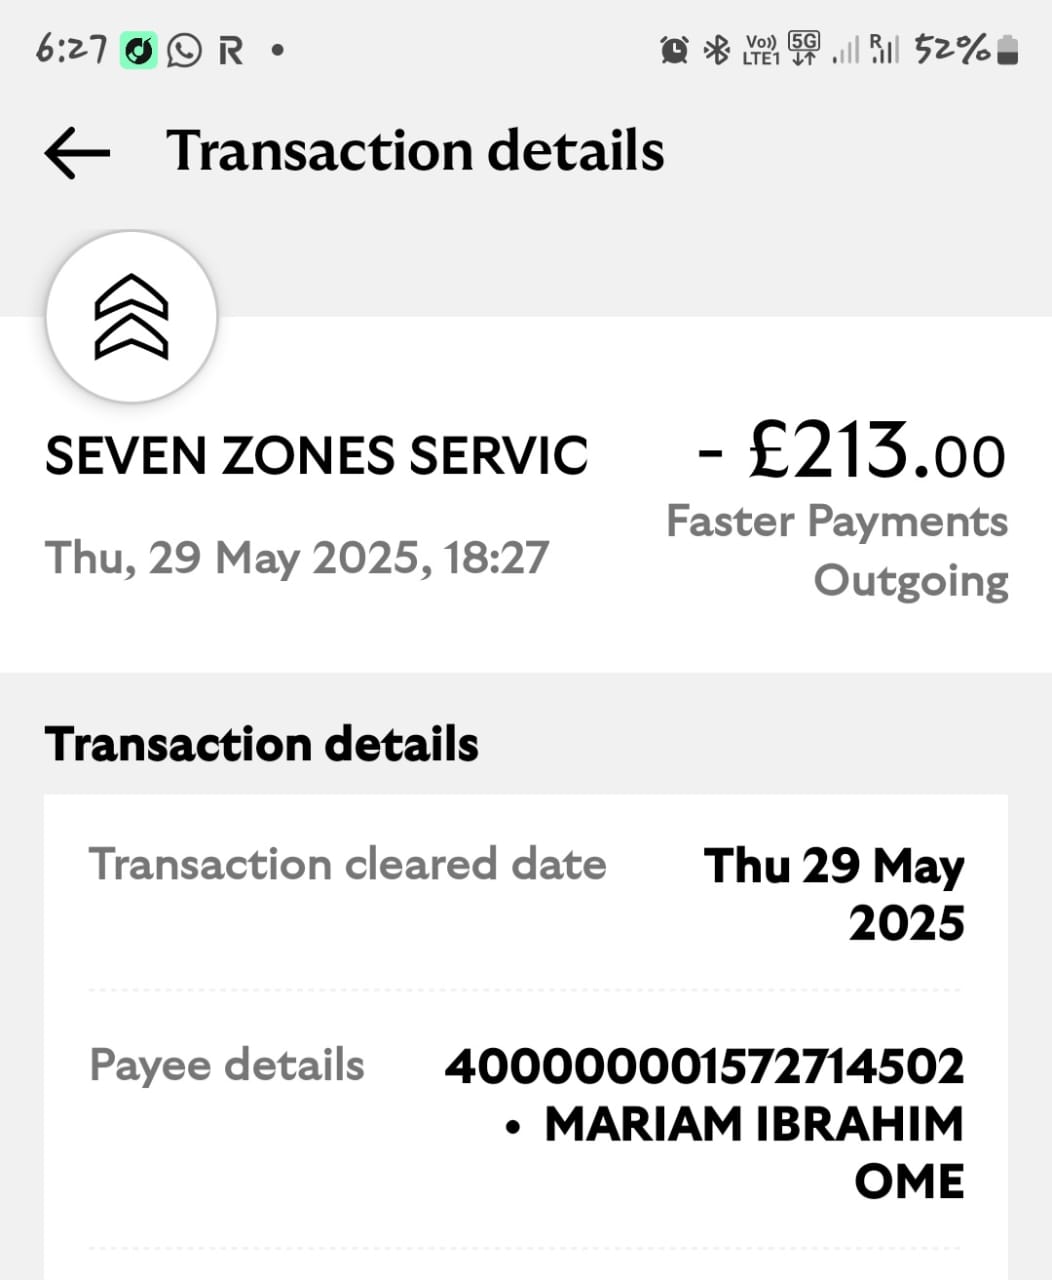 6:27 R
Vo)) LTE1 5G R 52%
Transaction details
SEVEN ZONES SERVIC
- £213.00
Faster Payments
Outgoing
Thu, 29 May 2025, 18:27
Transaction details
Transaction cleared date
Thu 29 May
2025
Payee details
400000001572714502
• MARIAM IBRAHIM
OME